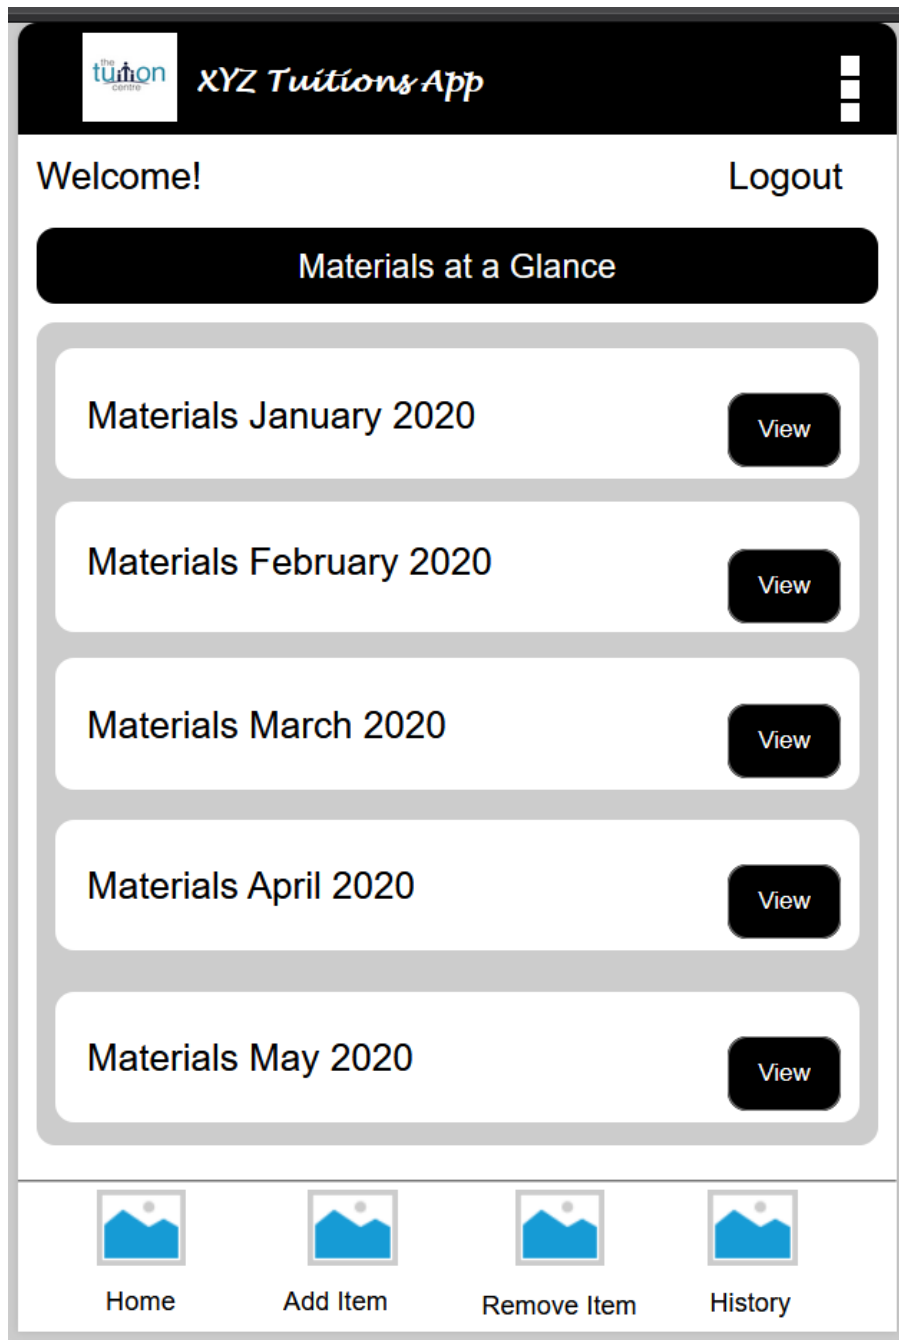 the
tuition
centre
XYZ Tuitions App
Welcome! Logout
Materials at a Glance
Materials January 2020
View
Materials February 2020
View
Materials March 2020
View
Materials April 2020
View
Materials May 2020
View
Home Add Item Remove Item History